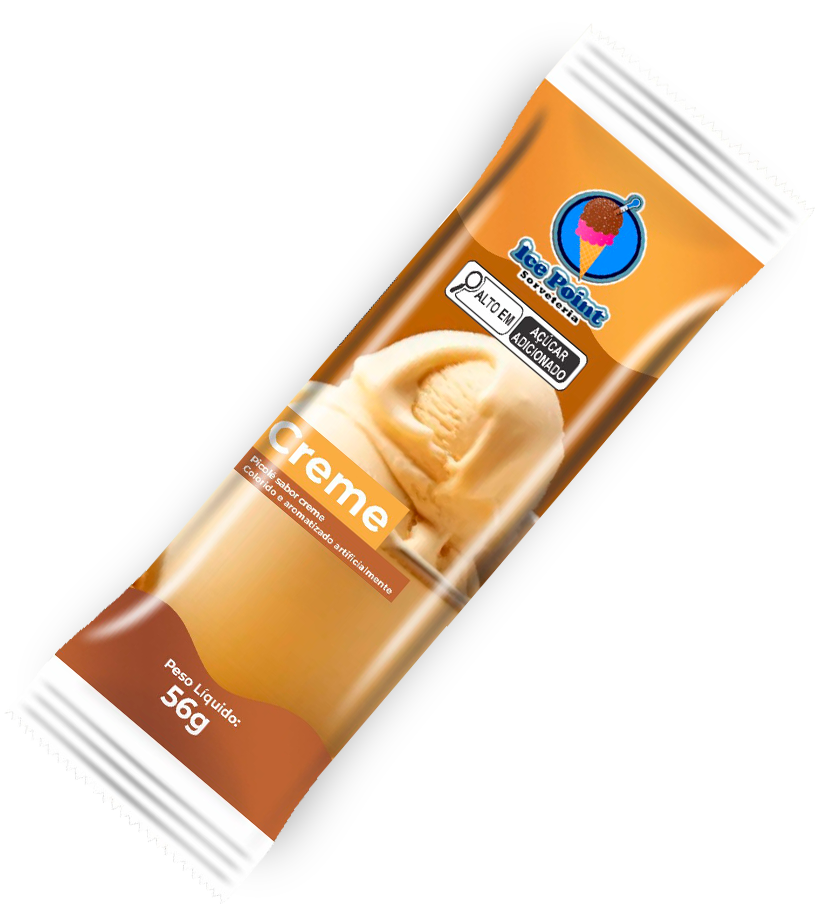 Ice Point
Sorveteria
ALTO EM
AÇÚCAR
ADICIONADO
Creme
Picolé sabor creme
Colorido e aromatizado artificialmente
Peso Líquido:
56g